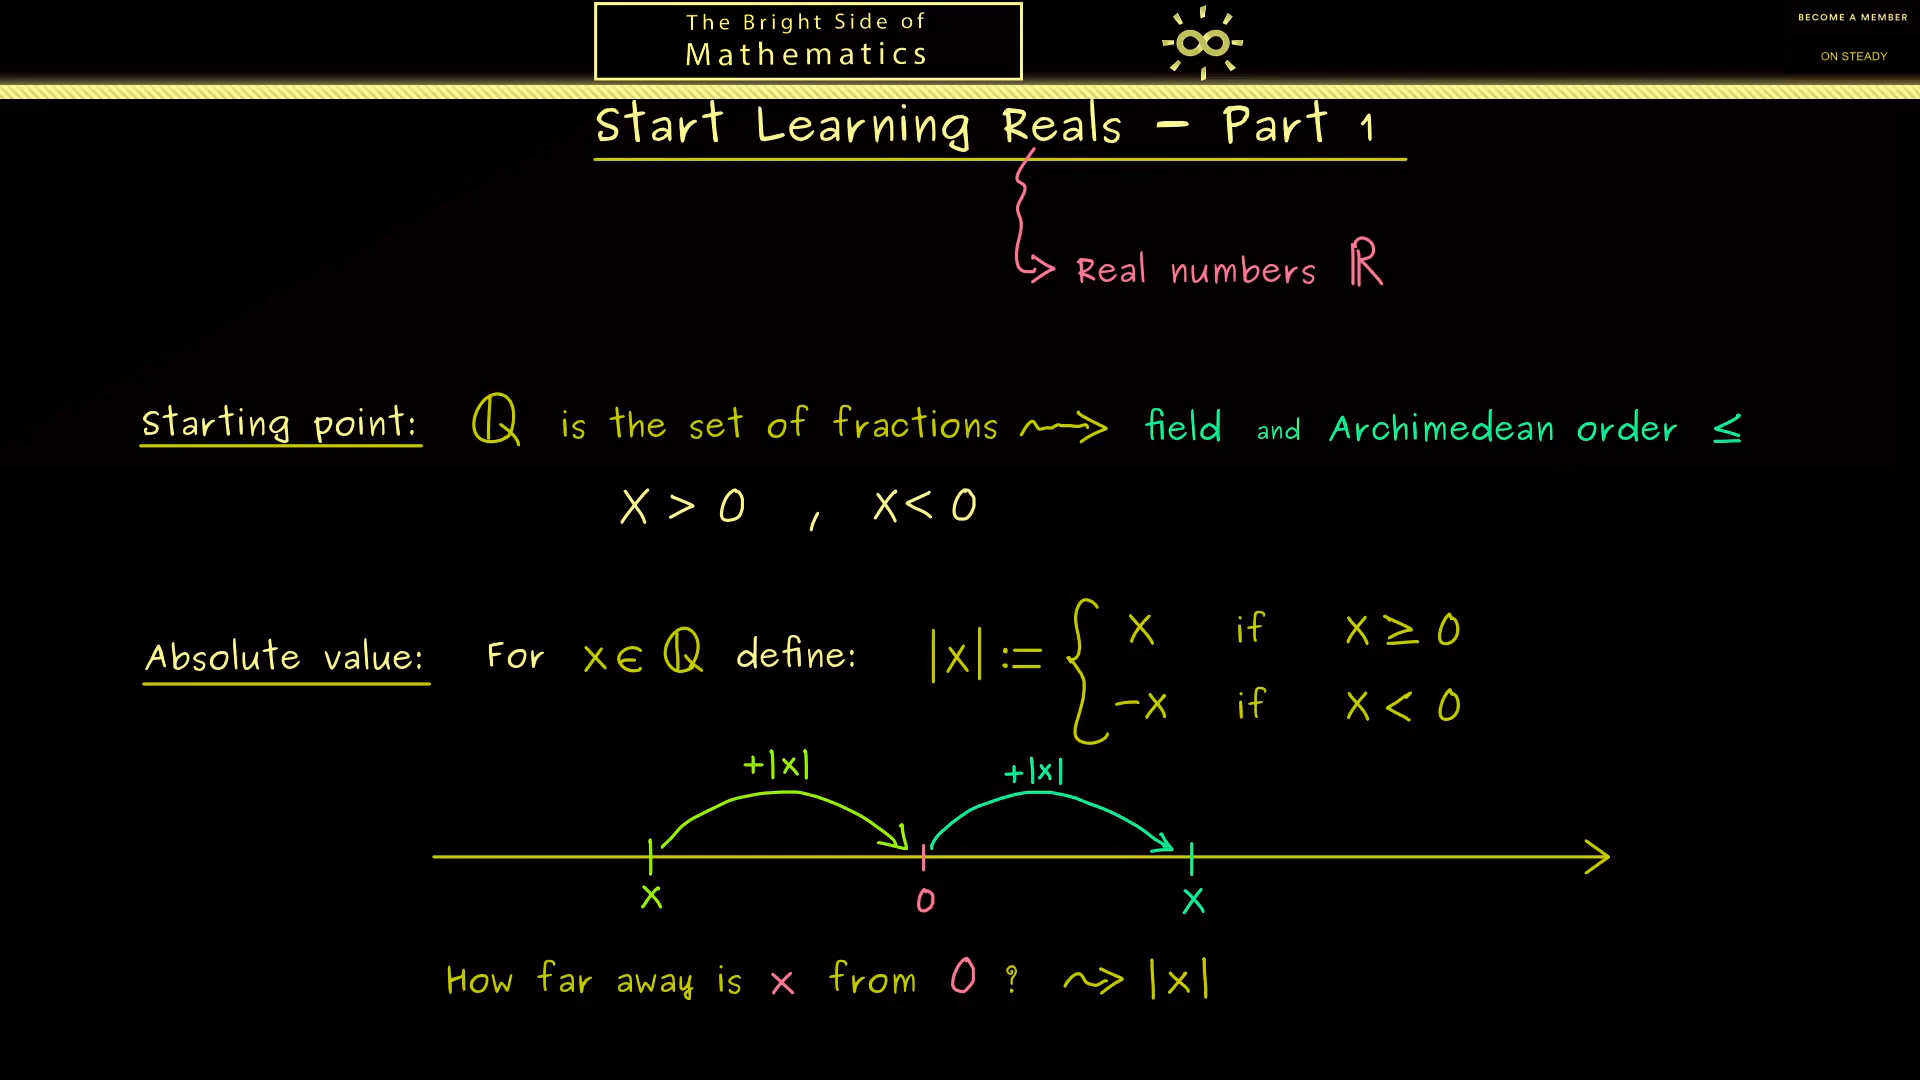 The Bright Side of
Mathematics
BECOME A MEMBER
ON STEADY
Start Learning Reals – Part 1
Real numbers ℝ
Starting point: ℚ is the set of fractions ⇝ field and Archimedean order ≤
X > 0 , X < 0
Absolute value: For x ∈ ℚ define: |x| := { x if x ≥ 0
-x if x < 0
+|x| +|x|
x 0 x
How far away is x from 0 ? ⇝ |x|